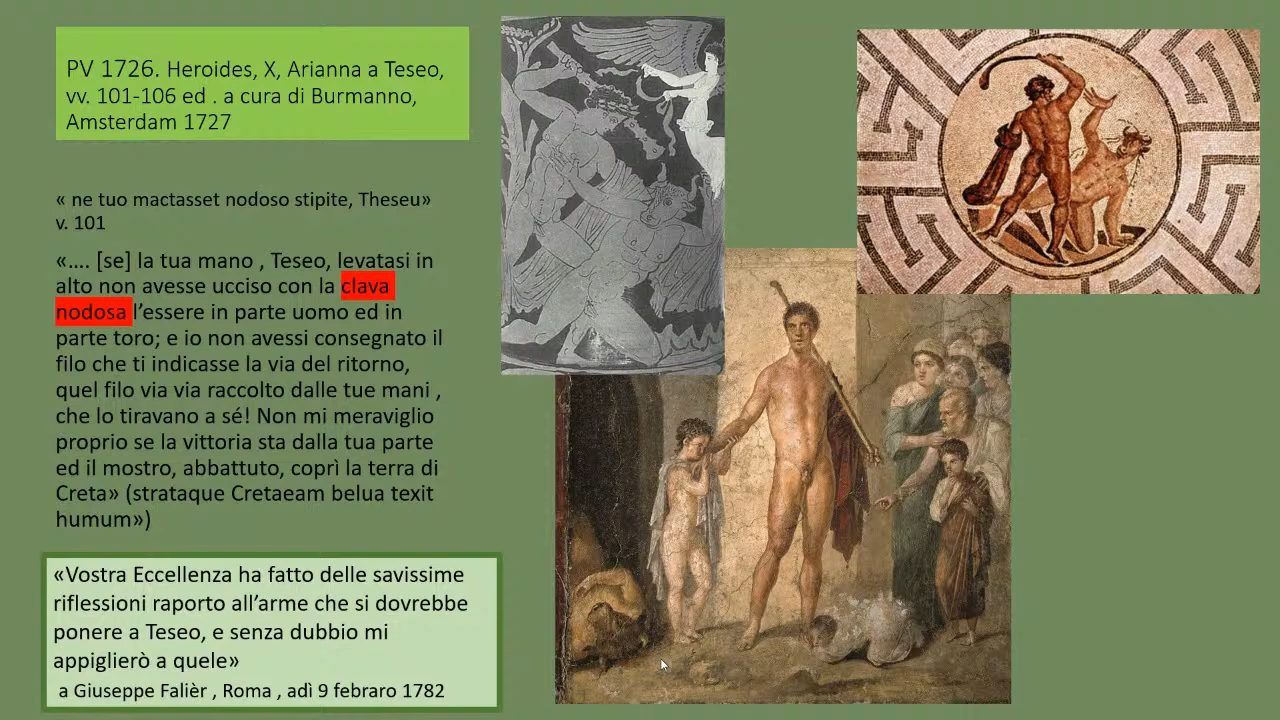 PV 1726. Heroides, X, Arianna a Teseo,
vv. 101-106 ed . a cura di Burmanno,
Amsterdam 1727
« ne tuo mactasset nodoso stipite, Theseu»
v. 101
«…. [se] la tua mano , Teseo, levatasi in
alto non avesse ucciso con la clava
nodosa l’essere in parte uomo ed in
parte toro; e io non avessi consegnato il
filo che ti indicasse la via del ritorno,
quel filo via via raccolto dalle tue mani ,
che lo tiravano a sé! Non mi meraviglio
proprio se la vittoria sta dalla tua parte
ed il mostro, abbattuto, coprì la terra di
Creta» (strataque Cretaeam belua texit
humum»)
«Vostra Eccellenza ha fatto delle savissime
riflessioni raporto all’arme che si dovrebbe
ponere a Teseo, e senza dubbio mi
appiglierò a quele»
a Giuseppe Falièr , Roma , adì 9 febraro 1782